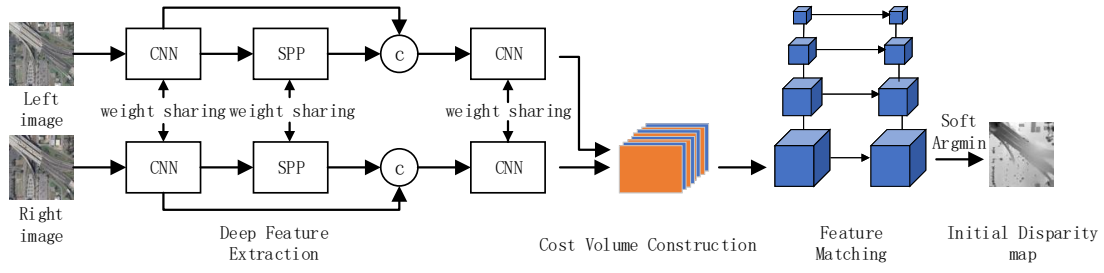 CNN
SPP
c
CNN
Left
image
weight sharing
weight sharing
weight sharing
CNN
SPP
c
CNN
Right
image
Soft
Argmin
Deep Feature
Extraction
Cost Volume Construction
Feature
Matching
Initial Disparity
map